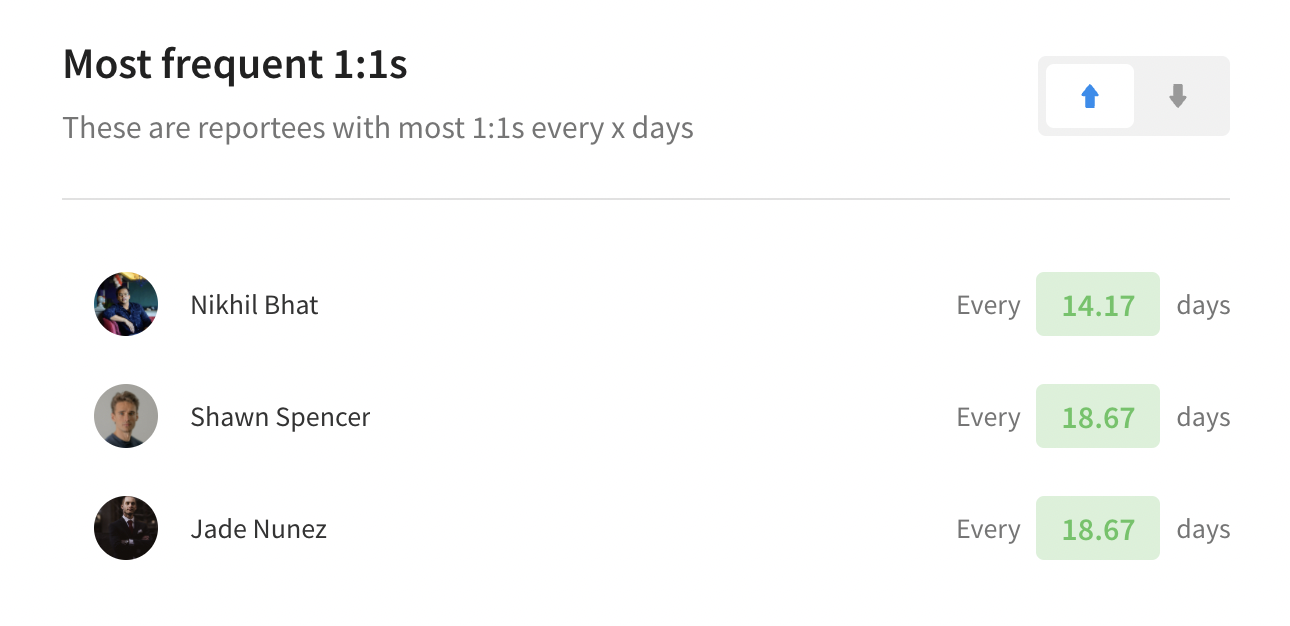 Most frequent 1:1s
These are reportees with most 1:1s every x days
Nikhil Bhat Every 14.17 days
Shawn Spencer Every 18.67 days
Jade Nunez Every 18.67 days